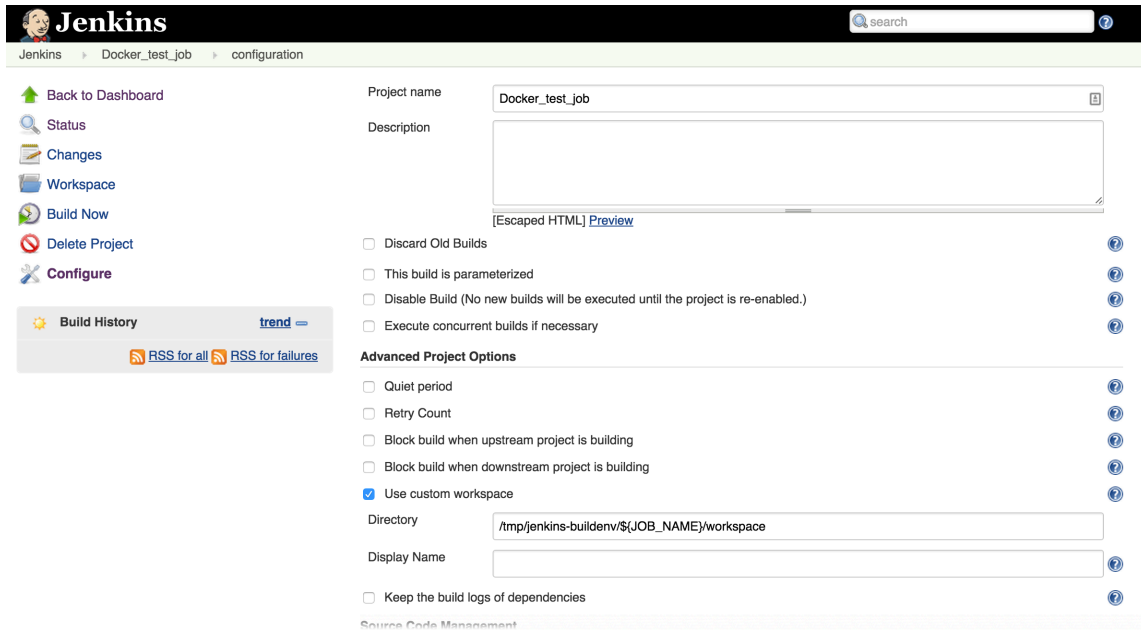 Jenkins
search
Jenkins Docker_test_job configuration
Back to Dashboard
Status
Changes
Workspace
Build Now
Delete Project
Configure
Build History trend
RSS for all RSS for failures
Project name Docker_test_job
Description
[Escaped HTML] Preview
Discard Old Builds
This build is parameterized
Disable Build (No new builds will be executed until the project is re-enabled.)
Execute concurrent builds if necessary
Advanced Project Options
Quiet period
Retry Count
Block build when upstream project is building
Block build when downstream project is building
Use custom workspace
Directory /tmp/jenkins-buildenv/${JOB_NAME}/workspace
Display Name
Keep the build logs of dependencies
Source Code Management